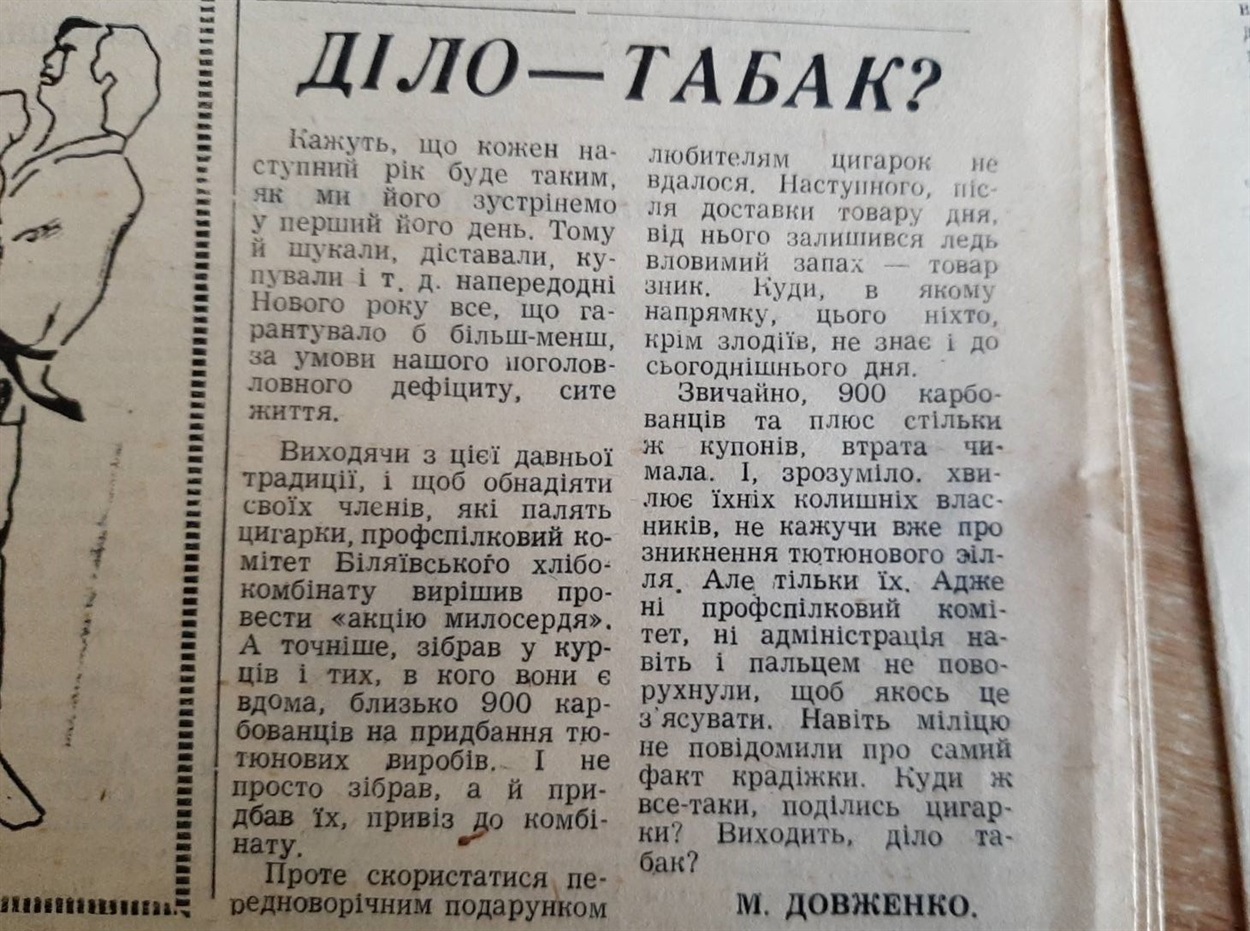 ДІЛО — ТАБАК?
Кажуть, що кожен на-
ступний рік буде таким,
як ми його зустрінемо
у перший його день. Тому
й шукали, діставали, ку-
пували і т. д. напередодні
Нового року все, що га-
рантувало б більш-менш,
за умови нашого поголов-
ловного дефіциту, сите
життя.
Виходячи з цієї давньої
традиції, і щоб обнадіяти
своїх членів, які палять
цигарки, профспілковий ко-
мітет Біляївського хлібо-
комбінату вирішив про-
вести «акцію милосердя».
А точніше, зібрав у кур-
ців і тих, в кого вони є
вдома, близько 900 кар-
бованців на придбання тю-
тюнових виробів. І не
просто зібрав, а й при-
дбав їх, привіз до комбі-
нату.
Проте скористатися пе-
редноворічним подарунком
любителям цигарок не
вдалося. Наступного, піс-
ля доставки товару дня,
від нього залишився ледь
вловимий запах — товар
зник. Куди, в якому
напрямку, цього ніхто,
крім злодіїв, не знає і до
сьогоднішнього дня.
Звичайно, 900 карбо-
ванців та плюс стільки
ж купонів, втрата чи-
мала. І, зрозуміло. хви-
лює їхніх колишніх влас-
ників, не кажучи вже про
зникнення тютюнового зіл-
ля. Але тільки їх. Адже
ні профспілковий комі-
тет, ні адміністрація на-
віть і пальцем не пово-
рухнули, щоб якось це
з'ясувати. Навіть міліцю
не повідомили про самий
факт крадіжки. Куди ж
все-таки, поділись цигар-
ки? Виходить, діло та-
бак?
М. ДОВЖЕНКО.